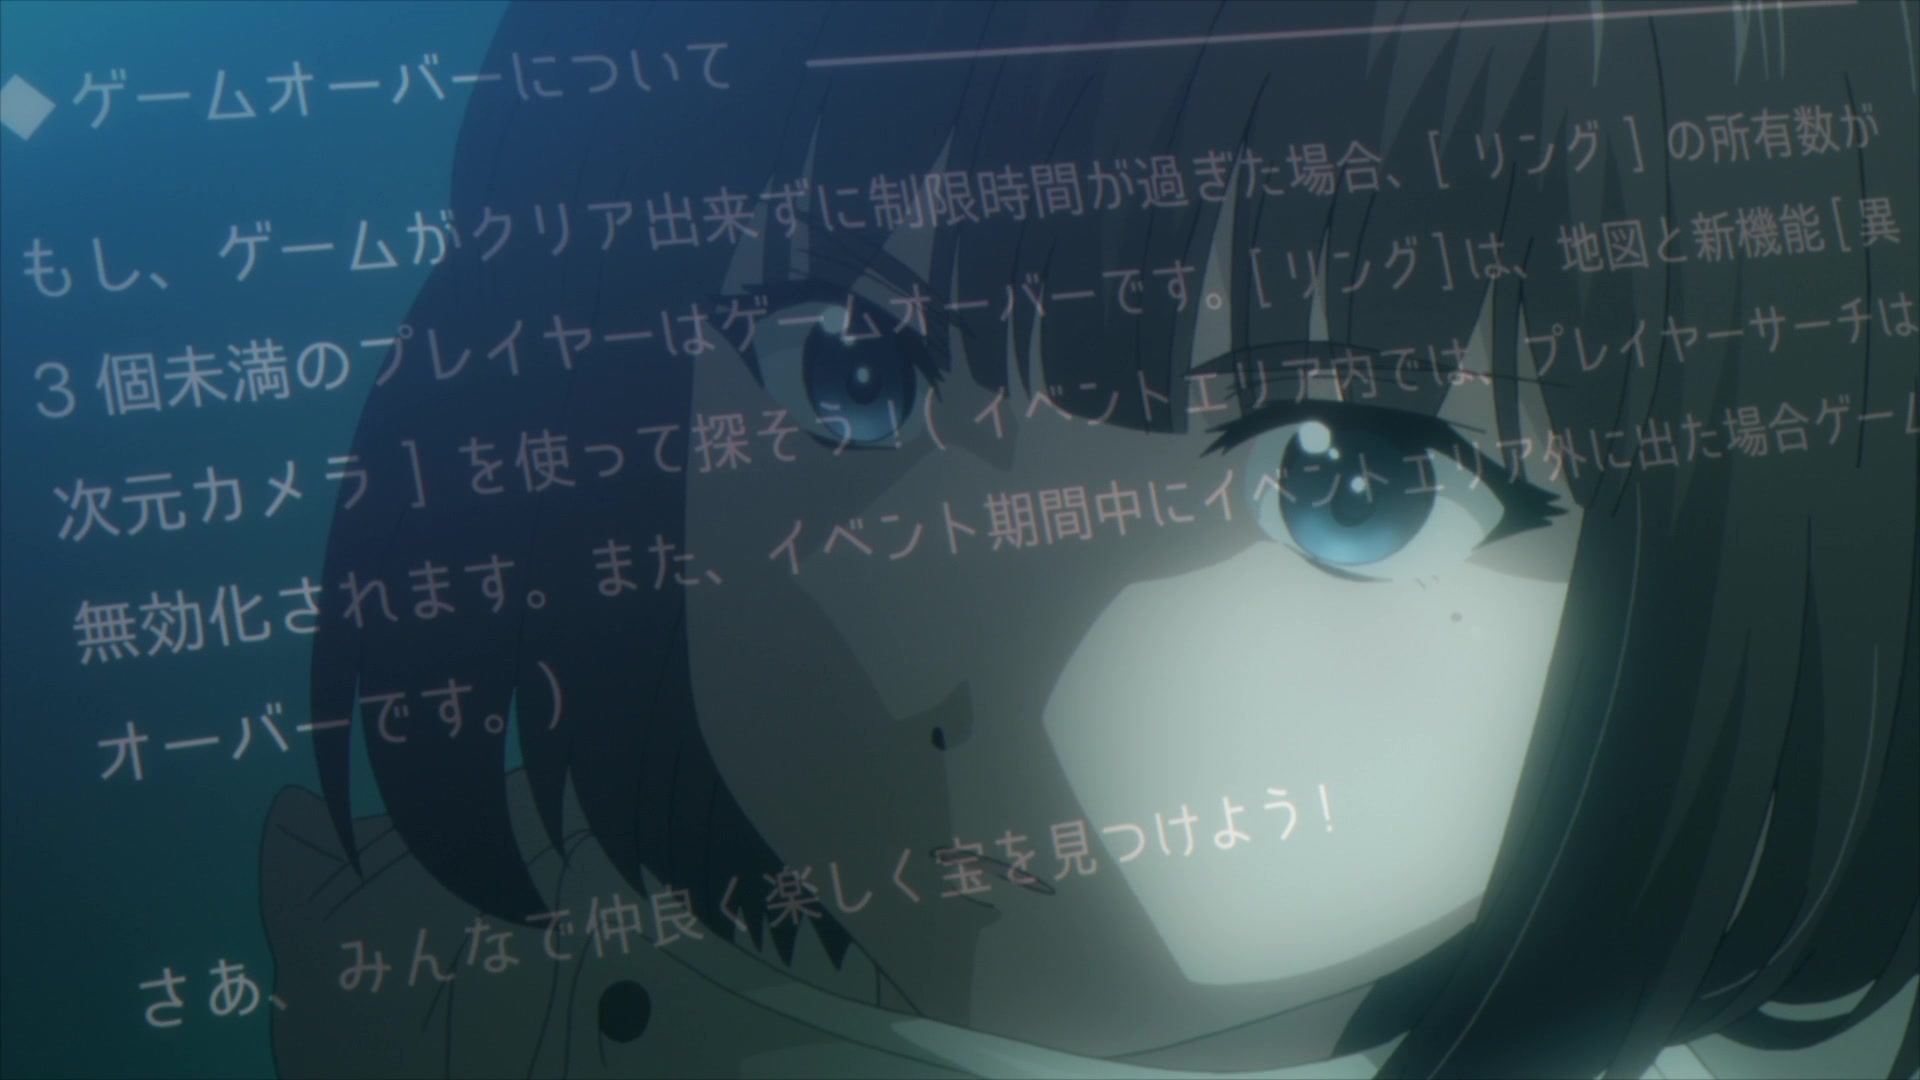 ◆ゲームオーバーについて
もし、ゲームがクリア出来ずに制限時間が過ぎた場合、[リング]の所有数が
3個未満のプレイヤーはゲームオーバーです。[リング]は、地図と新機能[異
次元カメラ]を使って探そう!(イベントエリア内では、プレイヤーサーチは
無効化されます。また、イベント期間中にイベントエリア外に出た場合ゲーム
オーバーです。)
さあ、みんなで仲良く楽しく宝を見つけよう!